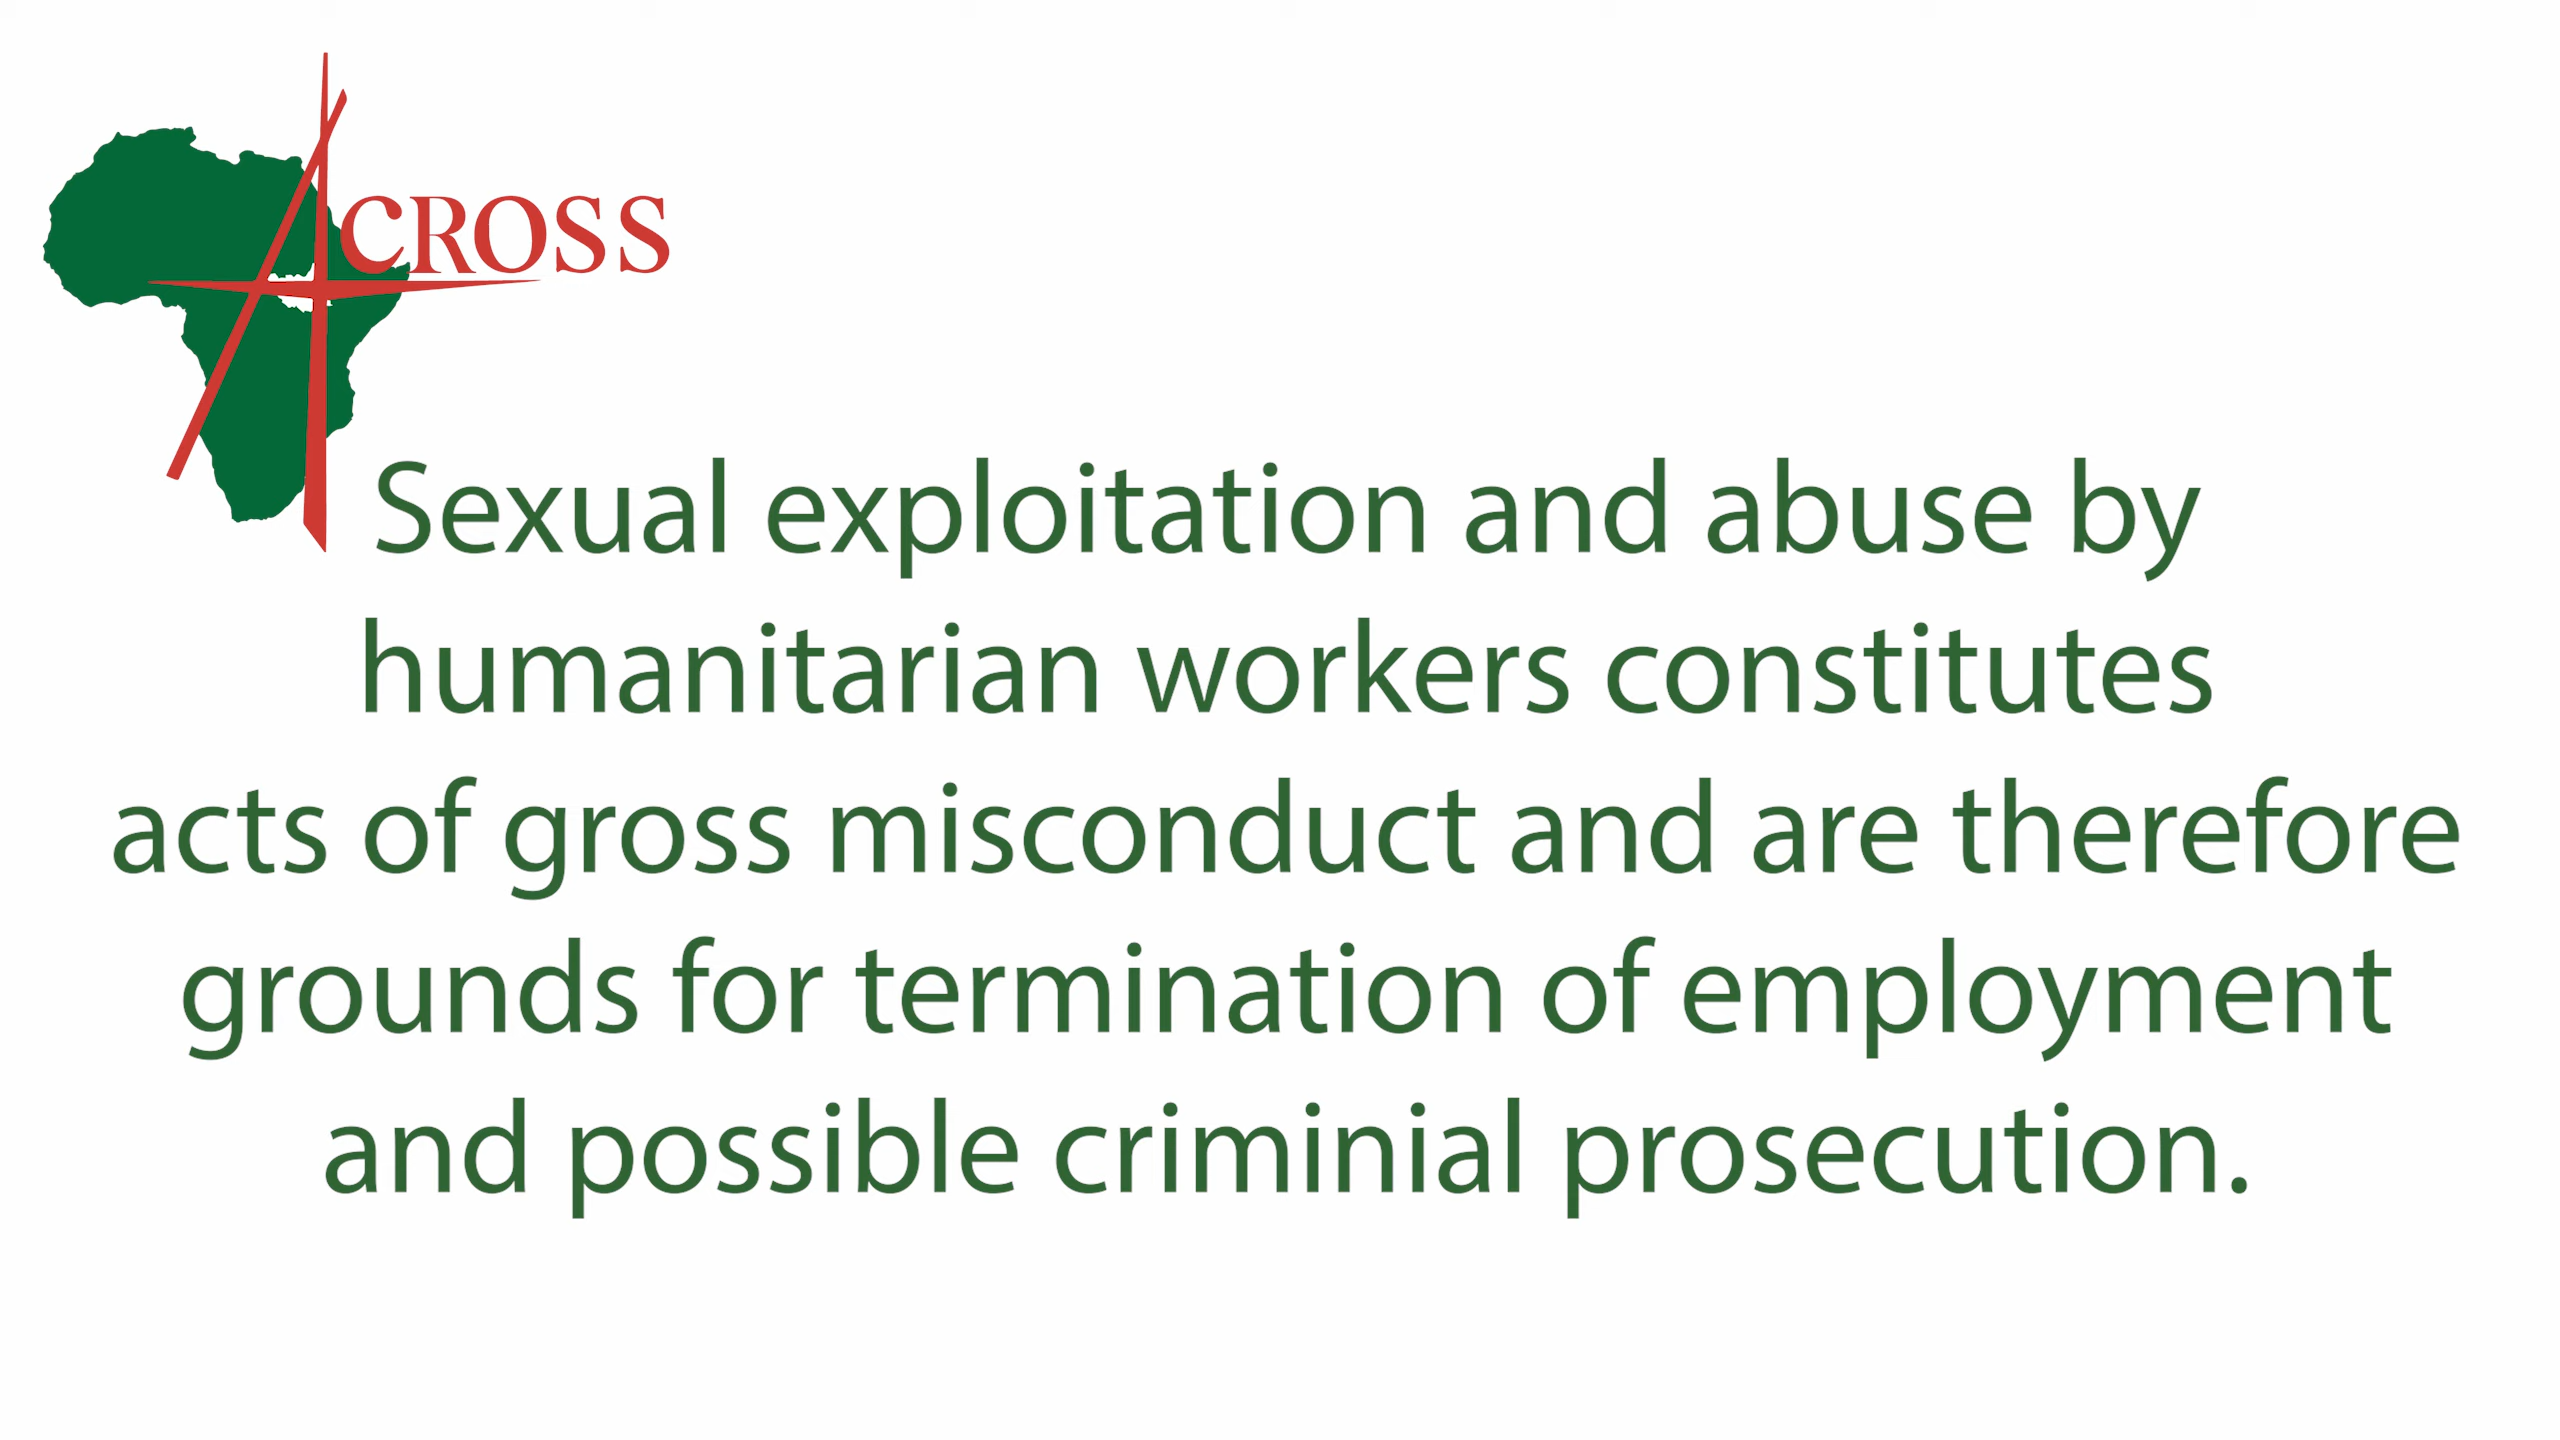 ACROSS
Sexual exploitation and abuse by
humanitarian workers constitutes
acts of gross misconduct and are therefore
grounds for termination of employment
and possible criminial prosecution.